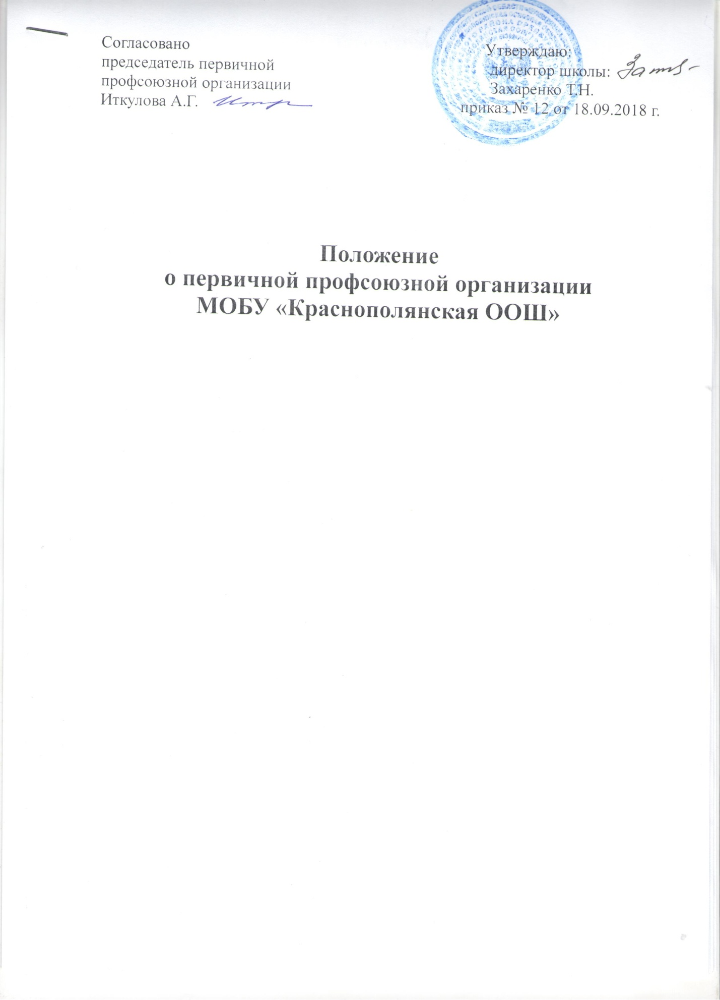 Согласовано
председатель первичной
профсоюзной организации
Иткулова А.Г.
Утверждаю:
директор школы:
Захаренко Т.Н.
приказ № 12 от 18.09.2018 г.
Положение
о первичной профсоюзной организации
МОБУ «Краснополянская ООШ»